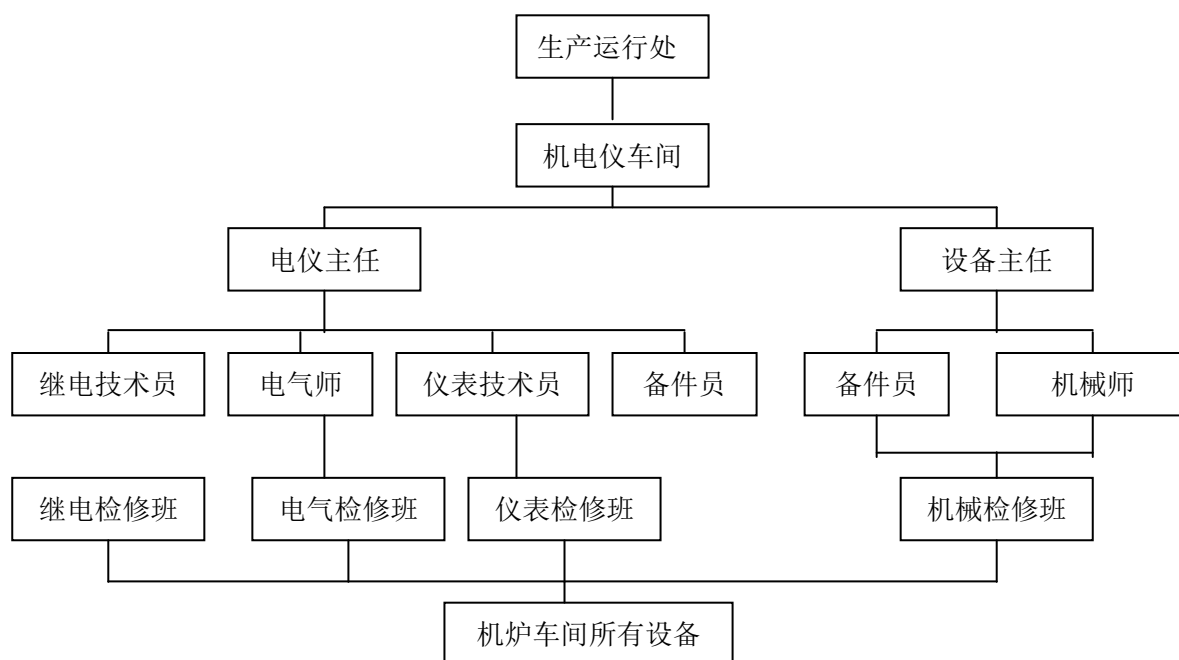 生产运行处
机电仪车间
电仪主任
设备主任
继电技术员
电气师
仪表技术员
备件员
备件员
机械师
继电检修班
电气检修班
仪表检修班
机械检修班
机炉车间所有设备